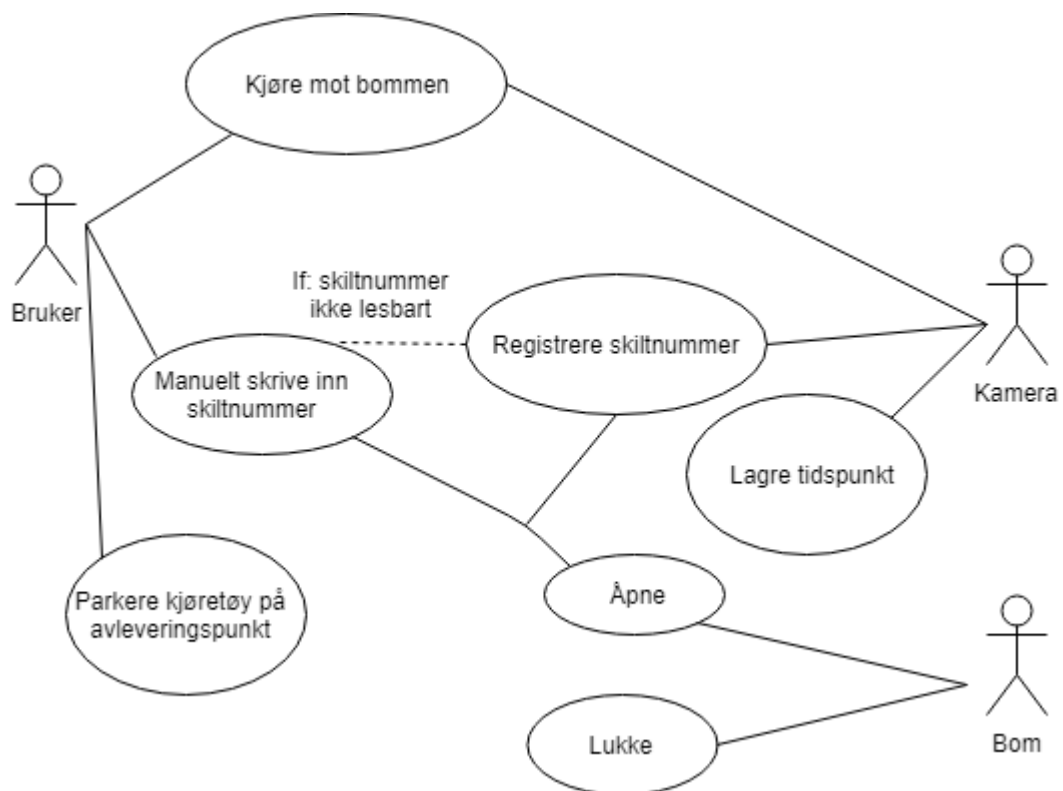 Kjøre mot bommen
Bruker
If: skiltnummer
ikke lesbart
Registrere skiltnummer
Kamera
Manuelt skrive inn
skiltnummer
Lagre tidspunkt
Parkere kjøretøy på
avleveringspunkt
Åpne
Lukke
Bom